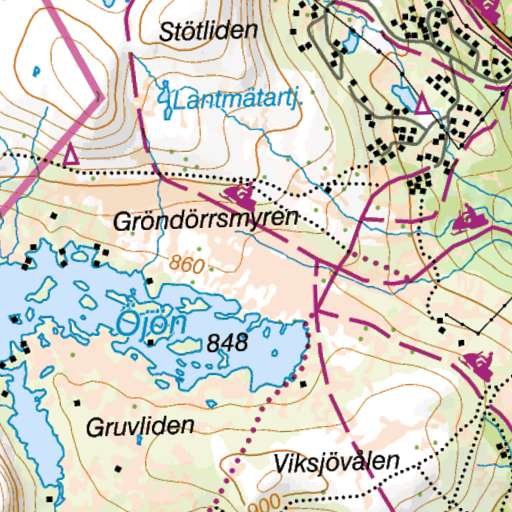 Stötliden
Lantmätartj.
p
Gröndörrsmyren
860
Öjön
848
Gruvliden
Viksjövålen
900